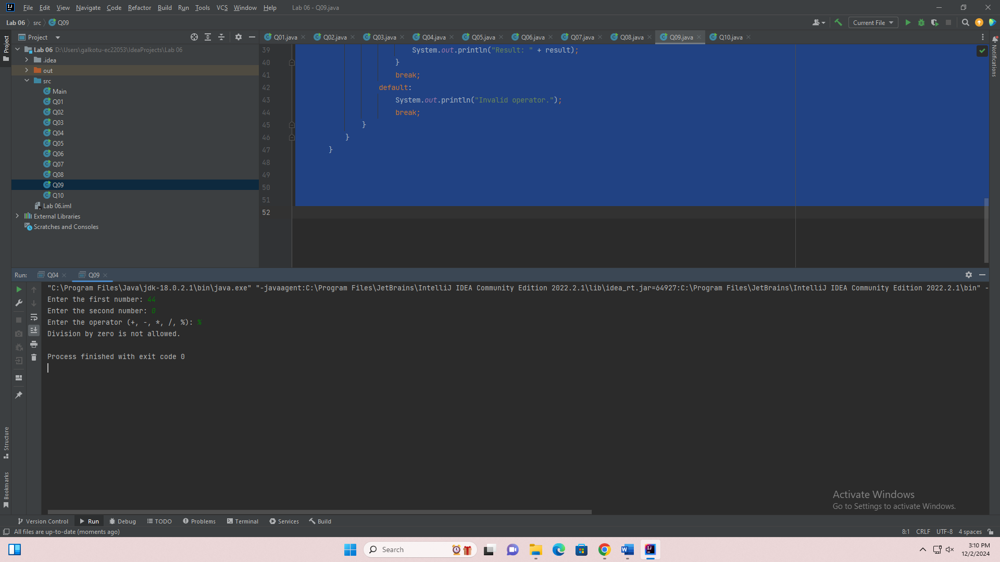 File Edit View Navigate Code Refactor Build Run Tools VCS Window Help Lab 06 - Q09.java
Lab 06 src Q09 Current File
Project
Project Q01.java Q02.java Q03.java Q04.java Q05.java Q06.java Q07.java Q08.java Q09.java Q10.java
Notifications
Lab 06 D:\Users\galkotu-ec22053\IdeaProjects\Lab 06
.idea
out
src
Main
Q01
Q02
Q03
Q04
Q05
Q06
Q07
Q08
Q09
Q10
Lab 06.iml
External Libraries
Scratches and Consoles
39 System.out.println("Result: " + result);
40 }
41 break;
42 default:
43 System.out.println("Invalid operator.");
44 break;
45 }
46 }
47 }
48
49
50
51
52
Run: Q04 Q09
"C:\Program Files\Java\jdk-18.0.2.1\bin\java.exe" "-javaagent:C:\Program Files\JetBrains\IntelliJ IDEA Community Edition 2022.2.1\lib\idea_rt.jar=64927:C:\Program Files\JetBrains\IntelliJ IDEA Community Edition 2022.2.1\bin" -
Enter the first number: 44
Enter the second number: 0
Enter the operator (+, -, *, /, %): %
Division by zero is not allowed.
Process finished with exit code 0
Structure
Bookmarks
Activate Windows
Go to Settings to activate Windows.
Version Control Run Debug TODO Problems Terminal Services Build
All files are up-to-date (moments ago) 8:1 CRLF UTF-8 4 spaces
Search
3:10 PM
12/2/2024